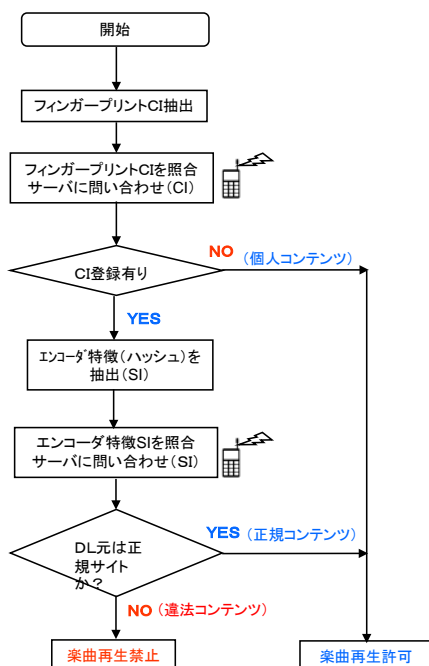 開始
フィンガープリントCI抽出
フィンガープリントCIを照合
サーバに問い合わせ(CI)
NO (個人コンテンツ)
CI登録有り
YES
エンコーダ特徴(ハッシュ)を
抽出(SI)
エンコーダ特徴SIを照合
サーバに問い合わせ(SI)
YES (正規コンテンツ)
DL元は正
規サイト
か?
NO (違法コンテンツ)
楽曲再生禁止
楽曲再生許可